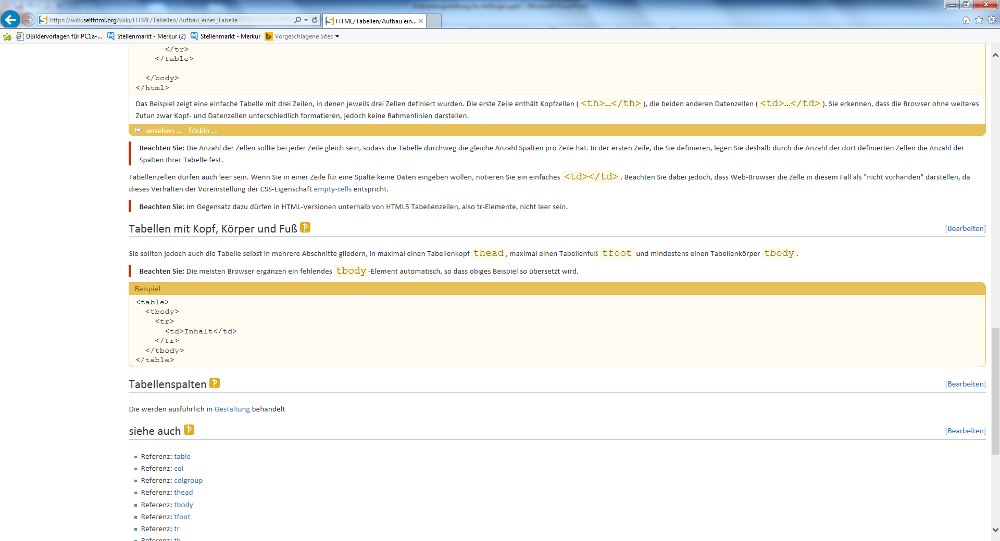 https://wiki.selfhtml.org/wiki/HTML/Tabellen/Aufbau_einer_Tabelle
HTML/Tabellen/Aufbau ein...
DBildervorlagen für PC1a-... Stellenmarkt - Merkur (2) Stellenmarkt - Merkur Vorgeschlagene Sites
</tr>
</table>
</body>
</html>
Das Beispiel zeigt eine einfache Tabelle mit drei Zeilen, in denen jeweils drei Zellen definiert wurden. Die erste Zeile enthält Kopfzellen (<th>…</th>), die beiden anderen Datenzellen (<td>…</td>). Sie erkennen, dass die Browser ohne weiteres
Zutun zwar Kopf- und Datenzellen unterschiedlich formatieren, jedoch keine Rahmenlinien darstellen.
ansehen … frickln …
Beachten Sie: Die Anzahl der Zellen sollte bei jeder Zeile gleich sein, sodass die Tabelle durchweg die gleiche Anzahl Spalten pro Zeile hat. In der ersten Zeile, die Sie definieren, legen Sie deshalb durch die Anzahl der dort definierten Zellen die Anzahl der
Spalten Ihrer Tabelle fest.
Tabellenzellen dürfen auch leer sein. Wenn Sie in einer Zeile für eine Spalte keine Daten eingeben wollen, notieren Sie ein einfaches <td></td>. Beachten Sie dabei jedoch, dass Web-Browser die Zelle in diesem Fall als "nicht vorhanden" darstellen, da
dieses Verhalten der Voreinstellung der CSS-Eigenschaft empty-cells entspricht.
Beachten Sie: Im Gegensatz dazu dürfen in HTML-Versionen unterhalb von HTML5 Tabellenzeilen, also tr-Elemente, nicht leer sein.
Tabellen mit Kopf, Körper und Fuß [Bearbeiten]
Sie sollten jedoch auch die Tabelle selbst in mehrere Abschnitte gliedern, in maximal einen Tabellenkopf thead, maximal einen Tabellenfuß tfoot und mindestens einen Tabellenkörper tbody.
Beachten Sie: Die meisten Browser ergänzen ein fehlendes tbody-Element automatisch, so dass obiges Beispiel so übersetzt wird.
Beispiel
<table>
<tbody>
<tr>
<td>Inhalt</td>
</tr>
</tbody>
</table>
Tabellenspalten [Bearbeiten]
Die werden ausführlich in Gestaltung behandelt
siehe auch [Bearbeiten]
Referenz: table
Referenz: col
Referenz: colgroup
Referenz: thead
Referenz: tbody
Referenz: tfoot
Referenz: tr
Referenz: th